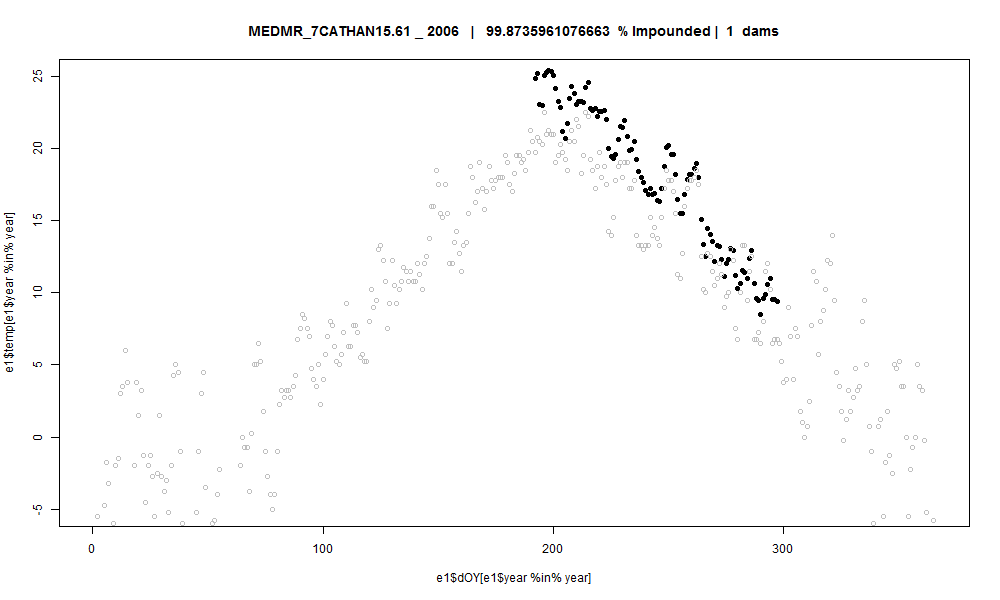 MEDMR_7CATHAN15.61 _ 2006 | 99.8735961076663 % Impounded | 1 dams
e1$temp[e1$year %in% year]
25
20
15
10
5
0
-5
0 100 200 300
e1$dOY[e1$year %in% year]